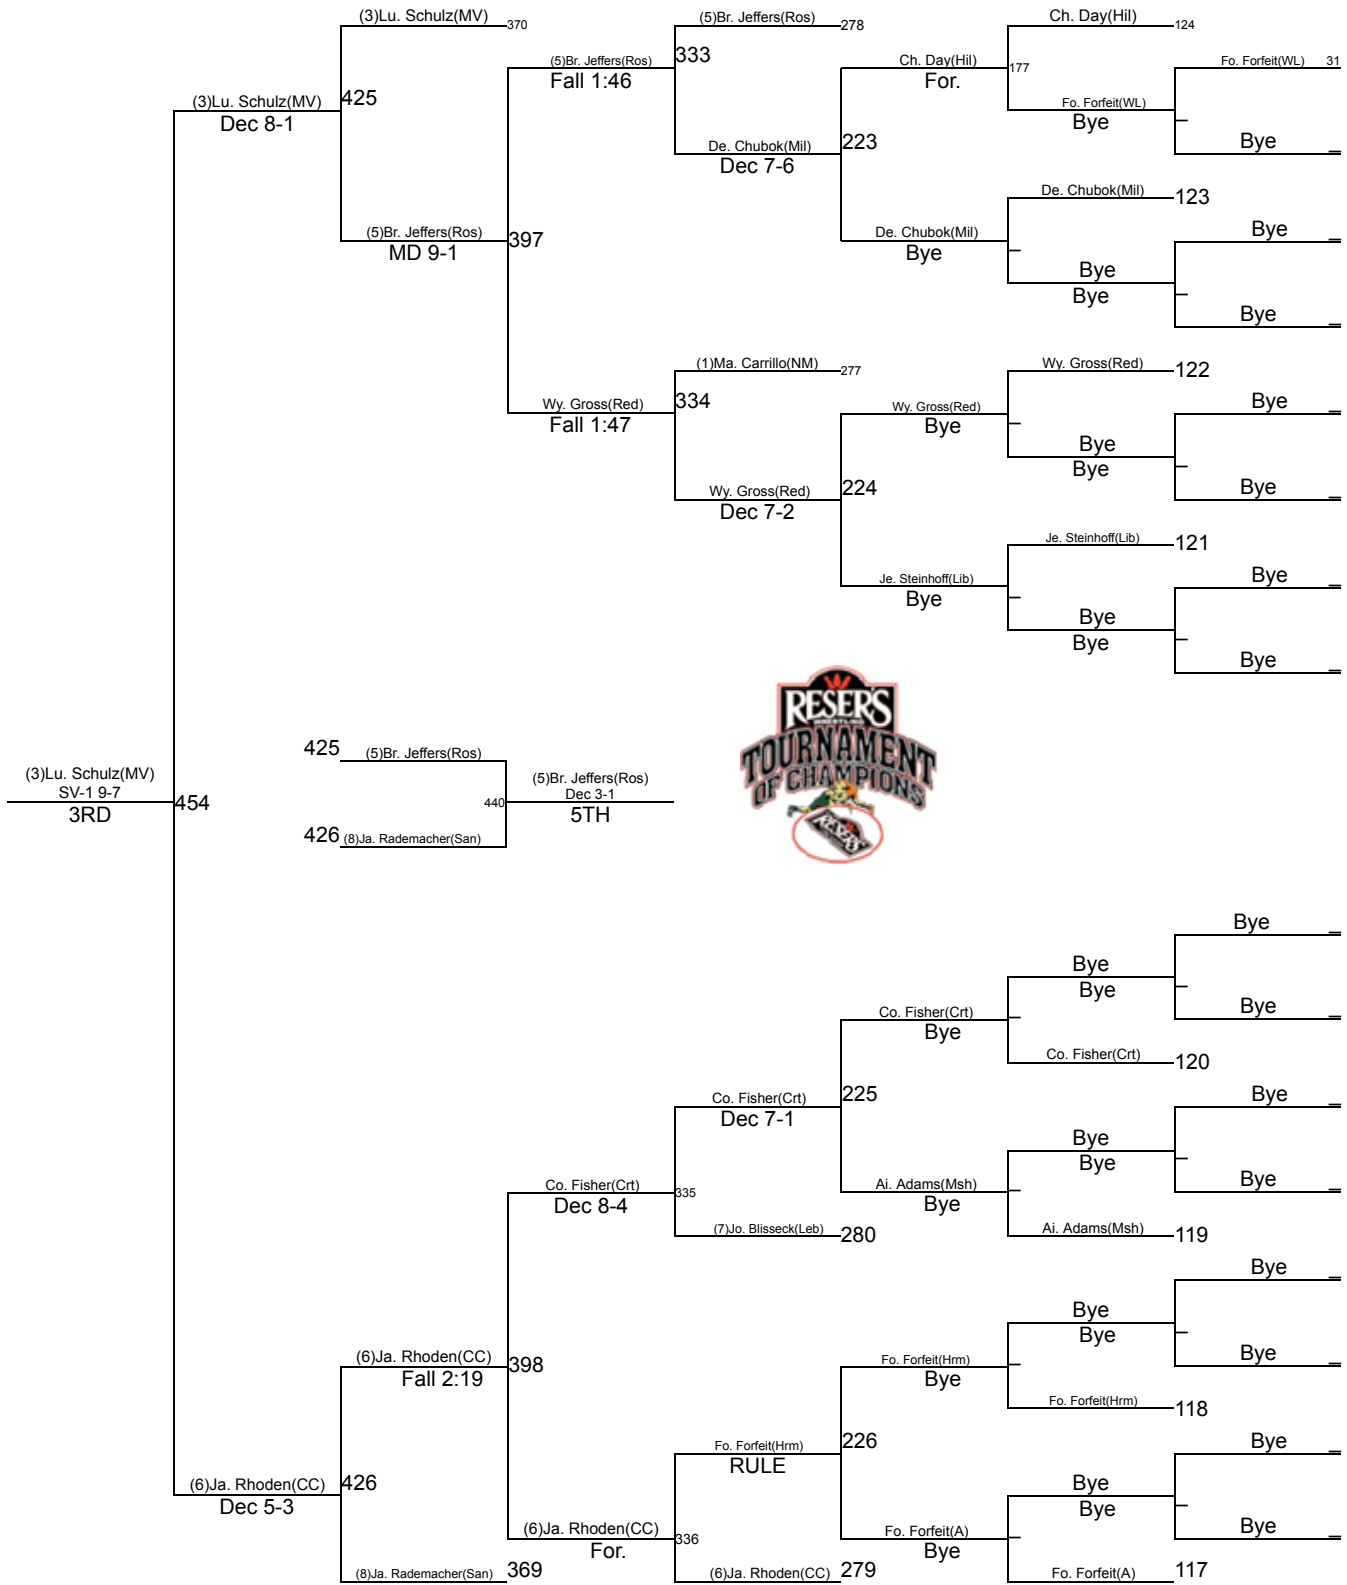 (3)Lu. Schulz(MV)
370
(5)Br. Jeffers(Ros)
278
Ch. Day(Hil)
124
(5)Br. Jeffers(Ros)
Fall 1:46
333
Ch. Day(Hil)
For.
177
Fo. Forfeit(WL)
31
(3)Lu. Schulz(MV)
Dec 8-1
425
Fo. Forfeit(WL)
Bye
De. Chubok(Mil)
Dec 7-6
223
Bye
De. Chubok(Mil)
123
(5)Br. Jeffers(Ros)
MD 9-1
397
De. Chubok(Mil)
Bye
Bye
Bye
Bye
Bye
(1)Ma. Carrillo(NM)
277
Wy. Gross(Red)
122
Wy. Gross(Red)
Fall 1:47
334
Wy. Gross(Red)
Bye
Bye
Bye
Bye
Wy. Gross(Red)
Dec 7-2
224
Bye
Je. Steinhoff(Lib)
121
Je. Steinhoff(Lib)
Bye
Bye
Bye
Bye
Bye
RESER'S
WRESTLING
TOURNAMENT
OF CHAMPIONS
RESER'S
425
(5)Br. Jeffers(Ros)
(3)Lu. Schulz(MV)
SV-1 9-7
3RD
454
440
(5)Br. Jeffers(Ros)
Dec 3-1
5TH
426
(8)Ja. Rademacher(San)
Bye
Bye
Bye
Bye
Co. Fisher(Crt)
Bye
Co. Fisher(Crt)
120
Co. Fisher(Crt)
Dec 7-1
225
Bye
Bye
Bye
Bye
Co. Fisher(Crt)
Dec 8-4
335
Ai. Adams(Msh)
Bye
(7)Jo. Blisseck(Leb)
280
Ai. Adams(Msh)
119
Bye
Bye
Bye
Bye
(6)Ja. Rhoden(CC)
Fall 2:19
398
Fo. Forfeit(Hrm)
Bye
Fo. Forfeit(Hrm)
118
Fo. Forfeit(Hrm)
RULE
226
Bye
(6)Ja. Rhoden(CC)
Dec 5-3
426
Bye
Bye
Bye
(6)Ja. Rhoden(CC)
For.
336
Fo. Forfeit(A)
Bye
(8)Ja. Rademacher(San)
369
(6)Ja. Rhoden(CC)
279
Fo. Forfeit(A)
117